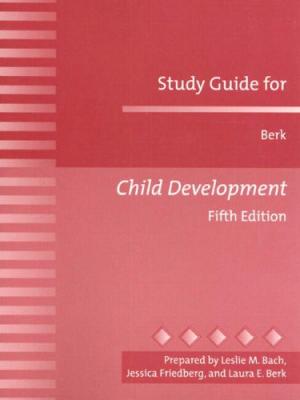 Study Guide for
Berk
Child Development
Fifth Edition
Prepared by Leslie M. Bach,
Jessica Friedberg, and Laura E. Berk